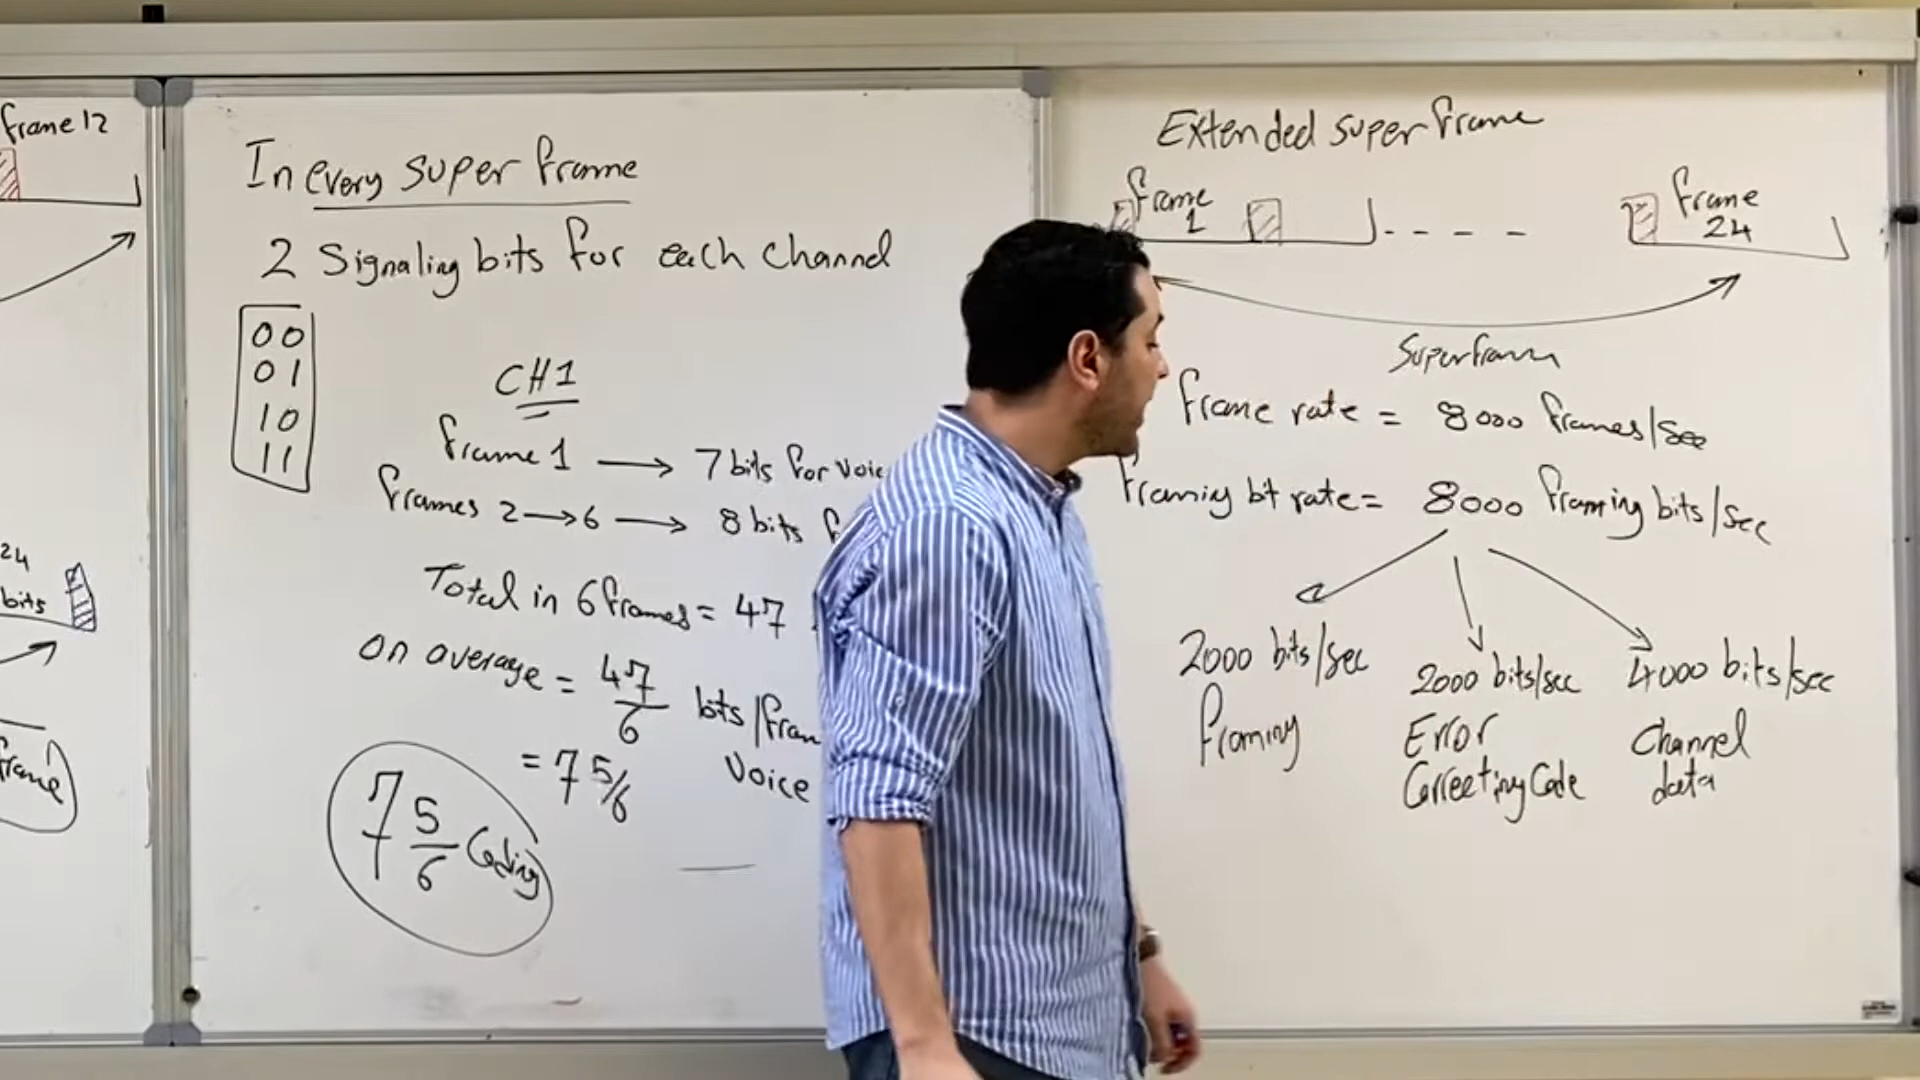 frame 12
24
bits
frame
In every super frame
2 Signaling bits for each channel
00
01
10
11
CH1
frame 1 → 7 bits for voic
frames 2→6 → 8 bits f
Total in 6 frames = 47
on average = 47/6 bits/fram
= 7 5/6 voice
7 5/6 Coding
Extended super frame
frame 1 - - - - frame 24
Superfram
frame rate = 8000 frames/sec
framing bit rate = 8000 framing bits/sec
2000 bits/sec
framing
2000 bits/sec
Error
Correcting Code
4000 bits/sec
Channel
data